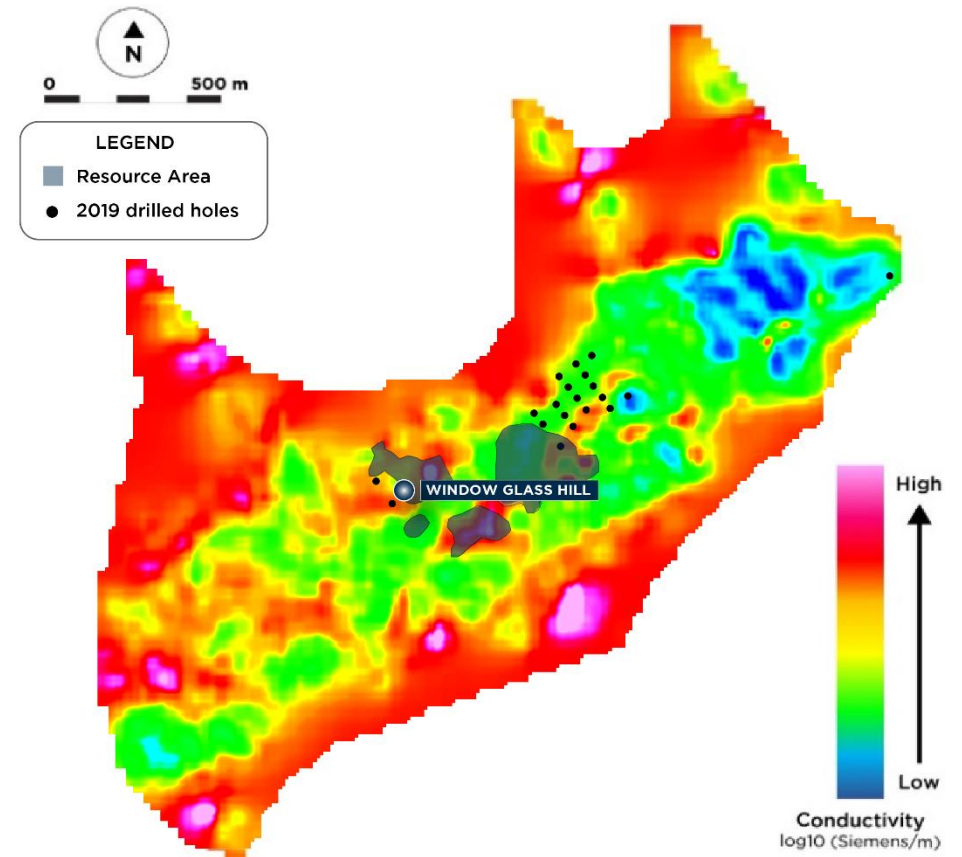 N
0 500 m
LEGEND
Resource Area
2019 drilled holes
WINDOW GLASS HILL
High
Low
Conductivity
log10 (Siemens/m)